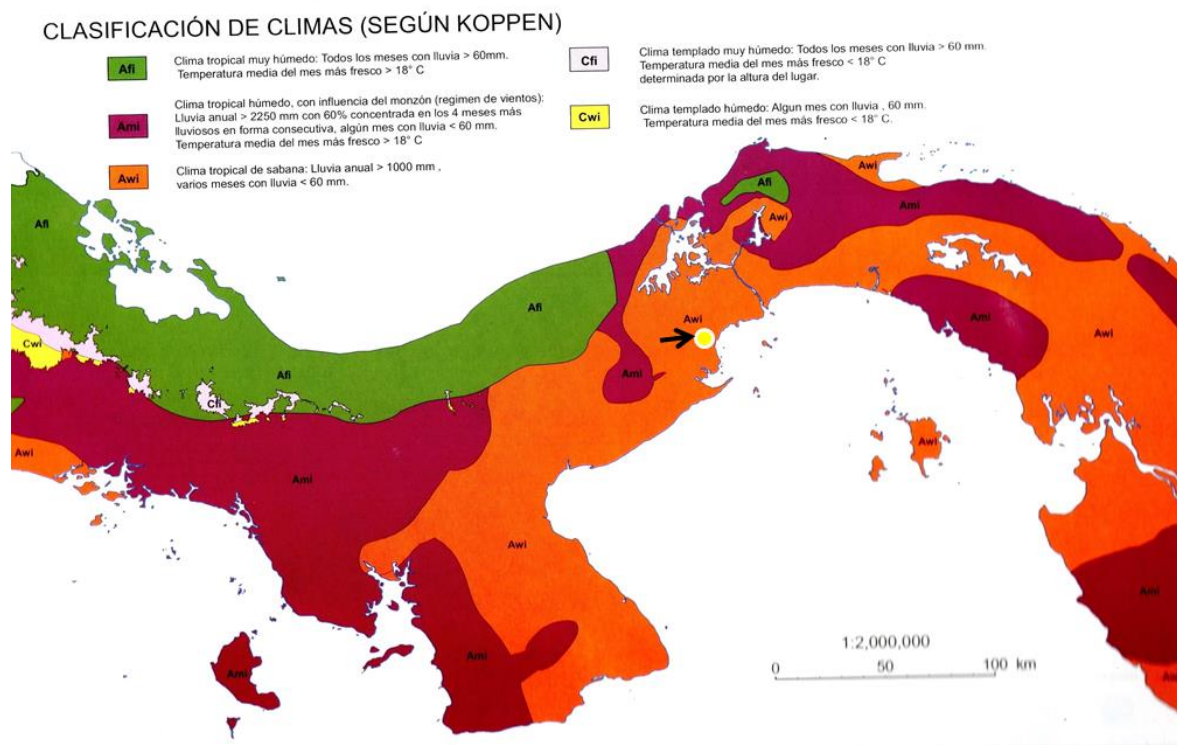 CLASIFICACIÓN DE CLIMAS (SEGÚN KOPPEN)
Afi
Clima tropical muy húmedo: Todos los meses con lluvia > 60mm.
Temperatura media del mes más fresco > 18° C
Ami
Clima tropical húmedo, con influencia del monzón (regimen de vientos):
Lluvia anual > 2250 mm con 60% concentrada en los 4 meses más
lluviosos en forma consecutiva, algún mes con lluvia < 60 mm.
Temperatura media del mes más fresco > 18° C
Awi
Clima tropical de sabana: Lluvia anual > 1000 mm ,
varios meses con lluvia < 60 mm.
Cfi
Clima templado muy húmedo: Todos los meses con lluvia > 60 mm.
Temperatura media del mes más fresco < 18° C
determinada por la altura del lugar.
Cwi
Clima templado húmedo: Algun mes con lluvia , 60 mm.
Temperatura media del mes más fresco < 18° C.
Awi
Afi
Ami
Awi
Afi
Afi
Awi
Ami
Awi
Cwi
Ami
Afi
Cfi
Awi
Awi
Ami
Awi
Ami
Ami
Ami
Awi
1:2,000,000
0 50 100 km